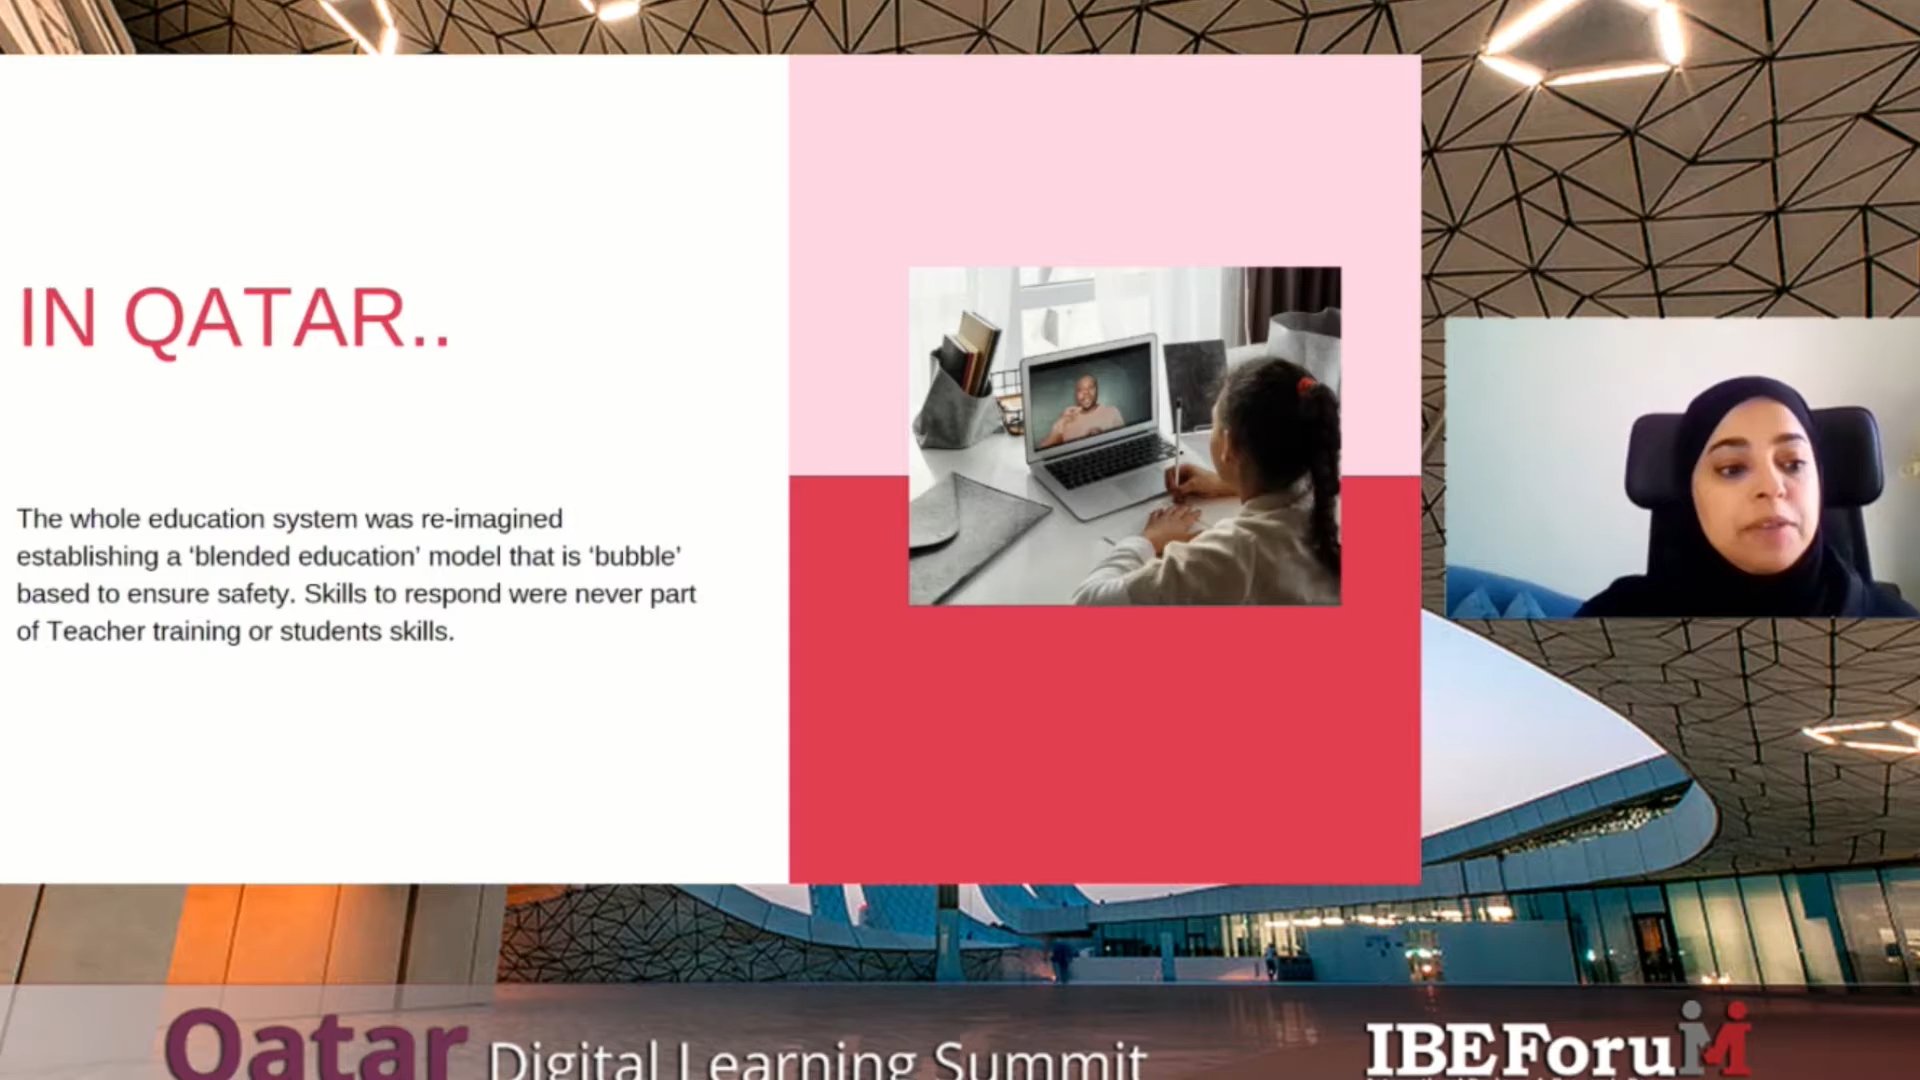 IN QATAR..
The whole education system was re-imagined
establishing a ‘blended education’ model that is ‘bubble’
based to ensure safety. Skills to respond were never part
of Teacher training or students skills.
Qatar Digital Learning Summit
IBEForuM